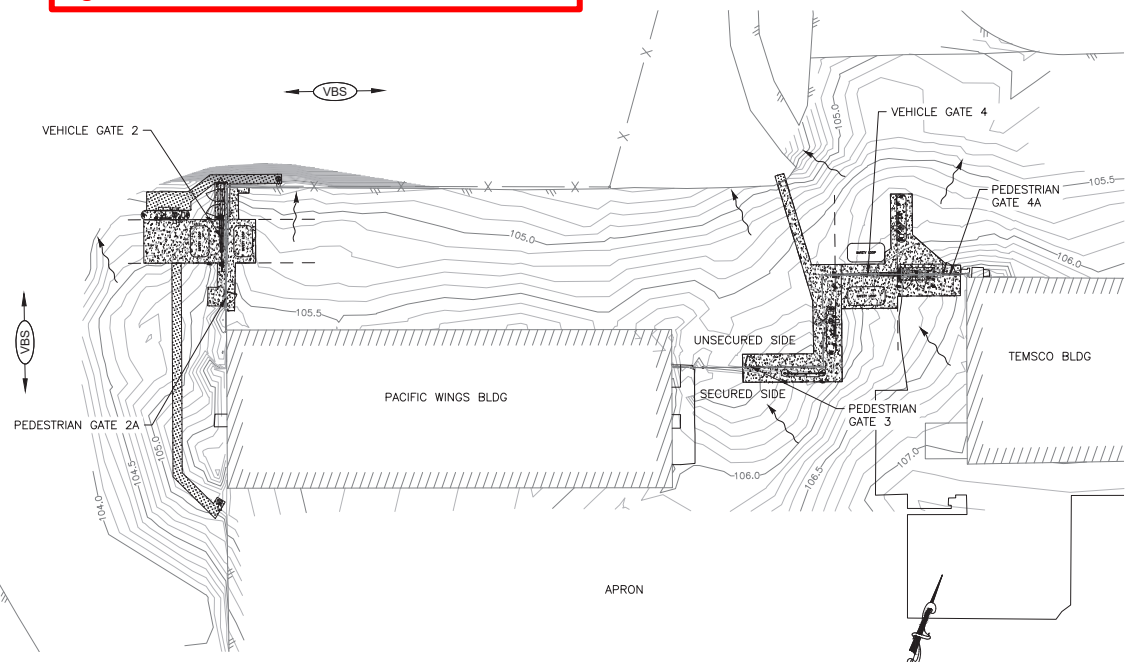 VBS
VEHICLE GATE 2
VEHICLE GATE 4
105.0
105.5
PEDESTRIAN
GATE 4A
105.0
106.0
105.5
VBS
UNSECURED SIDE
TEMSCO BLDG
PACIFIC WINGS BLDG
SECURED SIDE
PEDESTRIAN
GATE 3
PEDESTRIAN GATE 2A
105.0
104.5
104.0
106.0
106.5
107.0
APRON